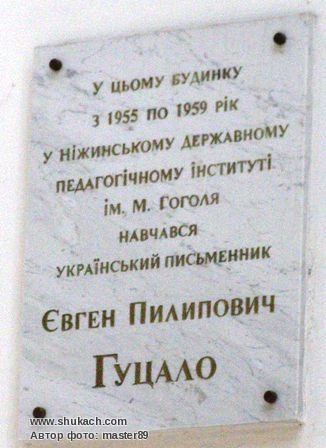 У ЦЬОМУ БУДИНКУ
З 1955 ПО 1959 РІК
У НІЖИНСЬКОМУ ДЕРЖАВНОМУ
ПЕДАГОГІЧНОМУ ІНСТИТУТІ
ІМ. М. ГОГОЛЯ
НАВЧАВСЯ
УКРАЇНСЬКИЙ ПИСЬМЕННИК
ЄВГЕН ПИЛИПОВИЧ
ГУЦАЛО
www.shukach.com
Автор фото: master89